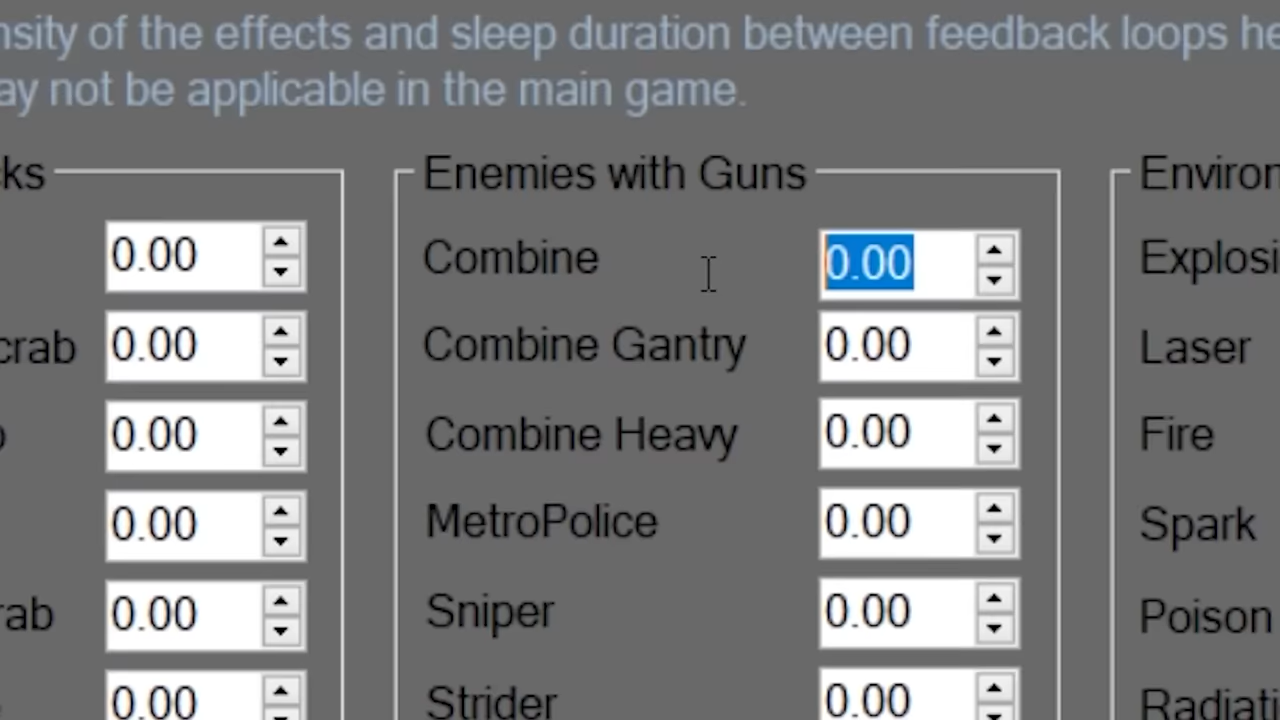 nsity of the effects and sleep duration between feedback loops he
ay not be applicable in the main game.
cks
0.00
crab 0.00
0.00
0.00
rab 0.00
0.00
Enemies with Guns
Combine 0.00
Combine Gantry 0.00
Combine Heavy 0.00
MetroPolice 0.00
Sniper 0.00
Strider 0.00
Environ
Explosi
Laser
Fire
Spark
Poison
Radiati